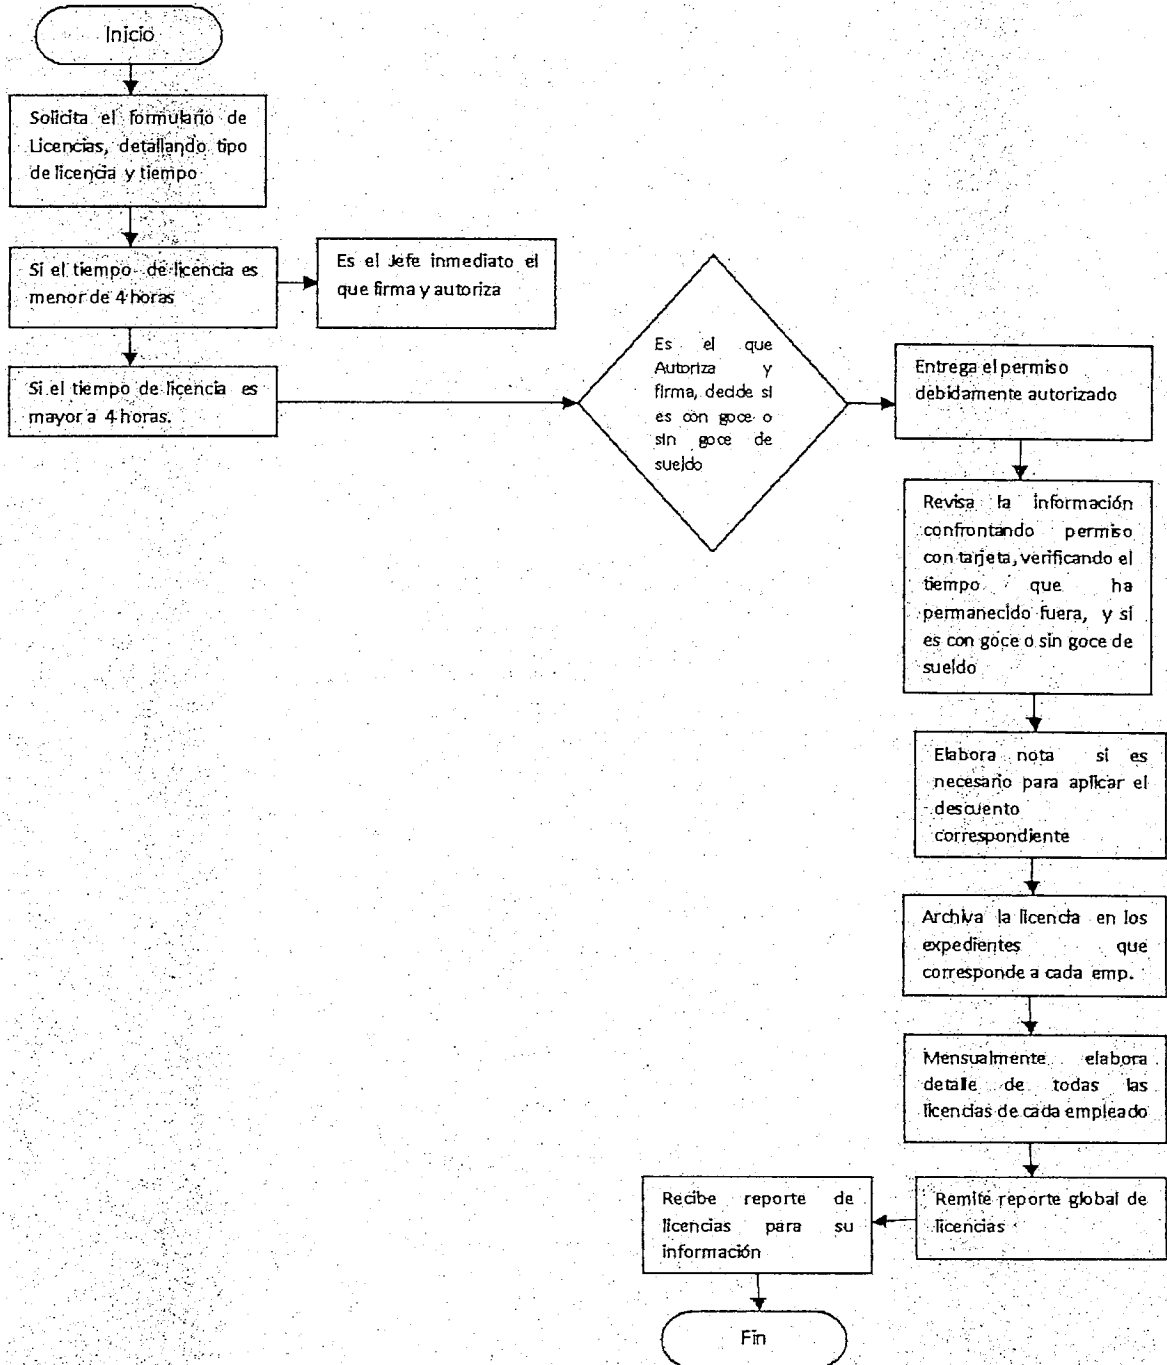 Inicio
Solicita el formulario de
Licencias, detallando tipo
de licencia y tiempo
Si el tiempo de licencia es
menor de 4 horas
Es el Jefe inmediato el
que firma y autoriza
Si el tiempo de licencia es
mayor a 4 horas.
Es el que
Autoriza y
firma, decide si
es con goce o
sin goce de
sueldo
Entrega el permiso
debidamente autorizado
Revisa la información
confrontando permiso
con tarjeta, verificando el
tiempo que ha
permanecido fuera, y si
es con goce o sin goce de
sueldo
Elabora nota si es
necesario para aplicar el
descuento
correspondiente
Archiva la licencia en los
expedientes que
corresponde a cada emp.
Mensualmente elabora
detalle de todas las
licencias de cada empleado
Remite reporte global de
licencias
Recibe reporte de
licencias para su
información
Fin